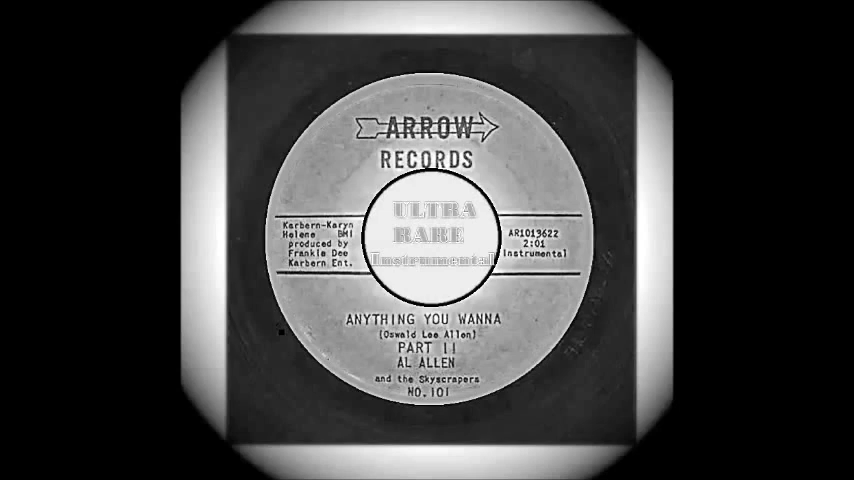 ARROW
RECORDS
ULTRA
RARE
Instrumental
Karbern-Karyn
Helene BMI
produced by
Frankie Dee
Karbern Ent.
AR1013622
2:01
Instrumental
ANYTHING YOU WANNA
(Oswald Lee Allen)
PART II
AL ALLEN
and the Skyscrapers
NO. 101